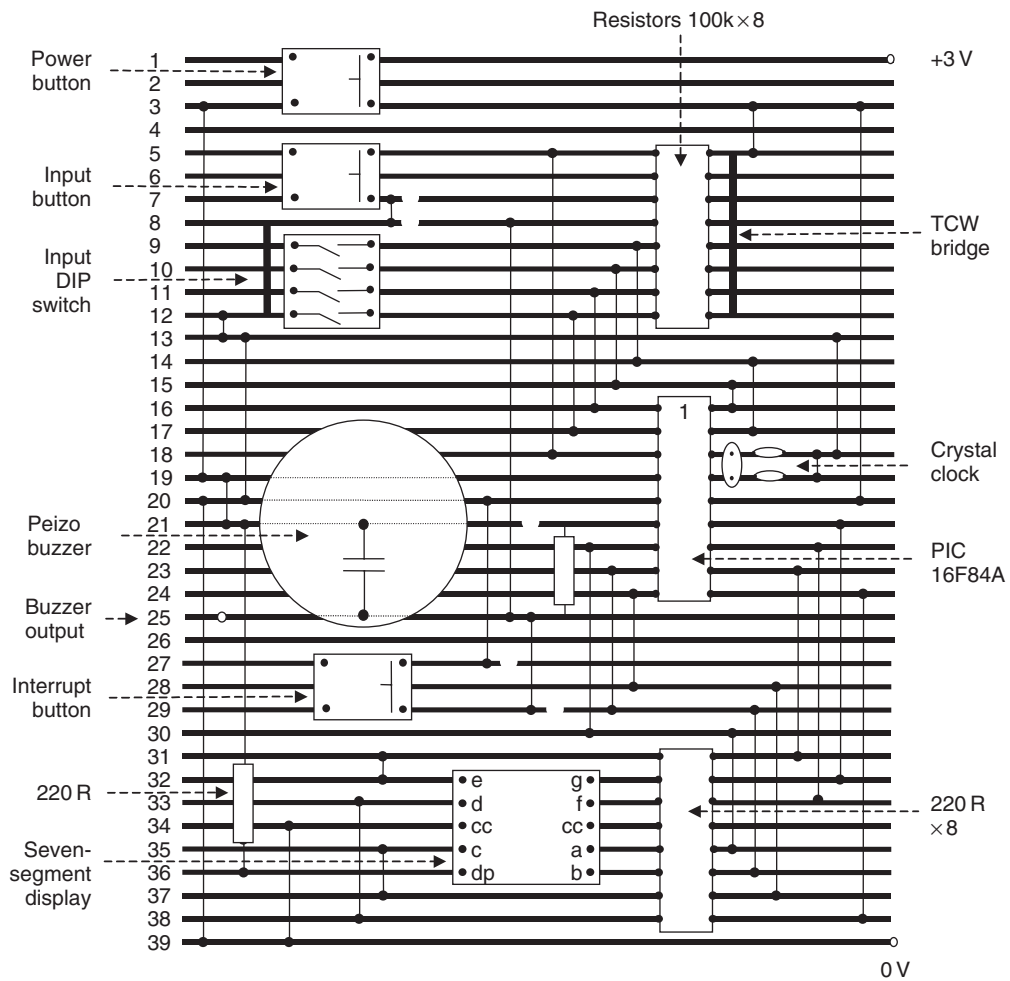 Resistors 100k×8
Power
button
+3 V
1
2
3
4
5
6
7
8
9
10
11
12
13
14
15
16
17
18
19
20
21
22
23
24
25
26
27
28
29
30
31
32
33
34
35
36
37
38
39
Input
button
Input
DIP
switch
TCW
bridge
1
Crystal
clock
Peizo
buzzer
PIC
16F84A
Buzzer
output
Interrupt
button
220 R
e
d
cc
c
dp
g
f
cc
a
b
220 R
×8
Seven-
segment
display
0 V